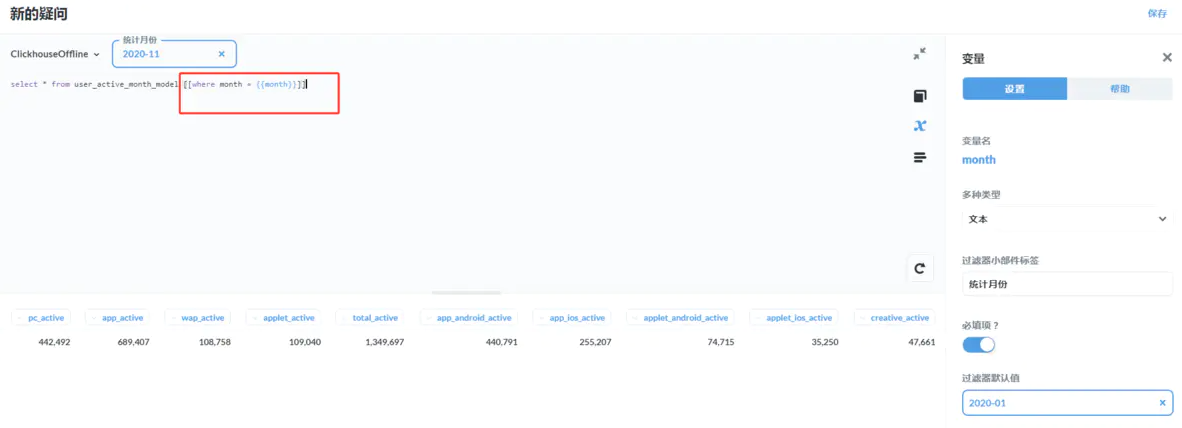 新的疑问
保存
ClickhouseOffline
统计月份
2020-11
select * from user_active_month_model [[where month = {{month}}]]
变量
设置
帮助
变量名
month
多种类型
文本
过滤器小部件标签
统计月份
必填项？
过滤器默认值
2020-01
pc_active app_active wap_active applet_active total_active app_android_active app_ios_active applet_android_active applet_ios_active creative_active
442,492 689,407 108,758 109,040 1,349,697 440,791 255,207 74,715 35,250 47,661